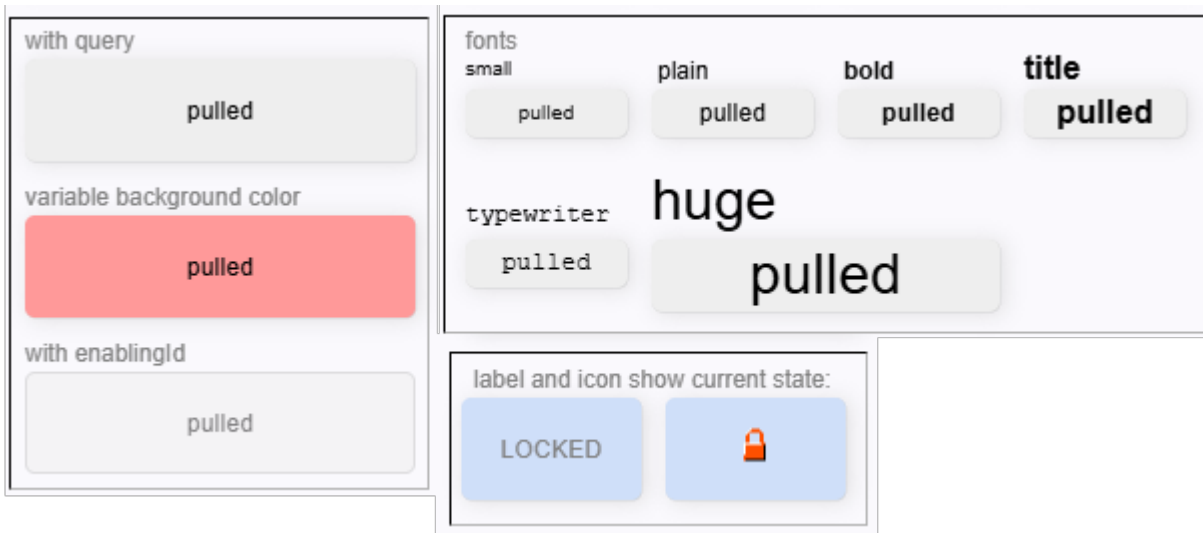 with query
pulled
variable background color
pulled
with enablingId
pulled
fonts
small plain bold title
pulled pulled pulled pulled
typewriter huge
pulled pulled
label and icon show current state:
LOCKED